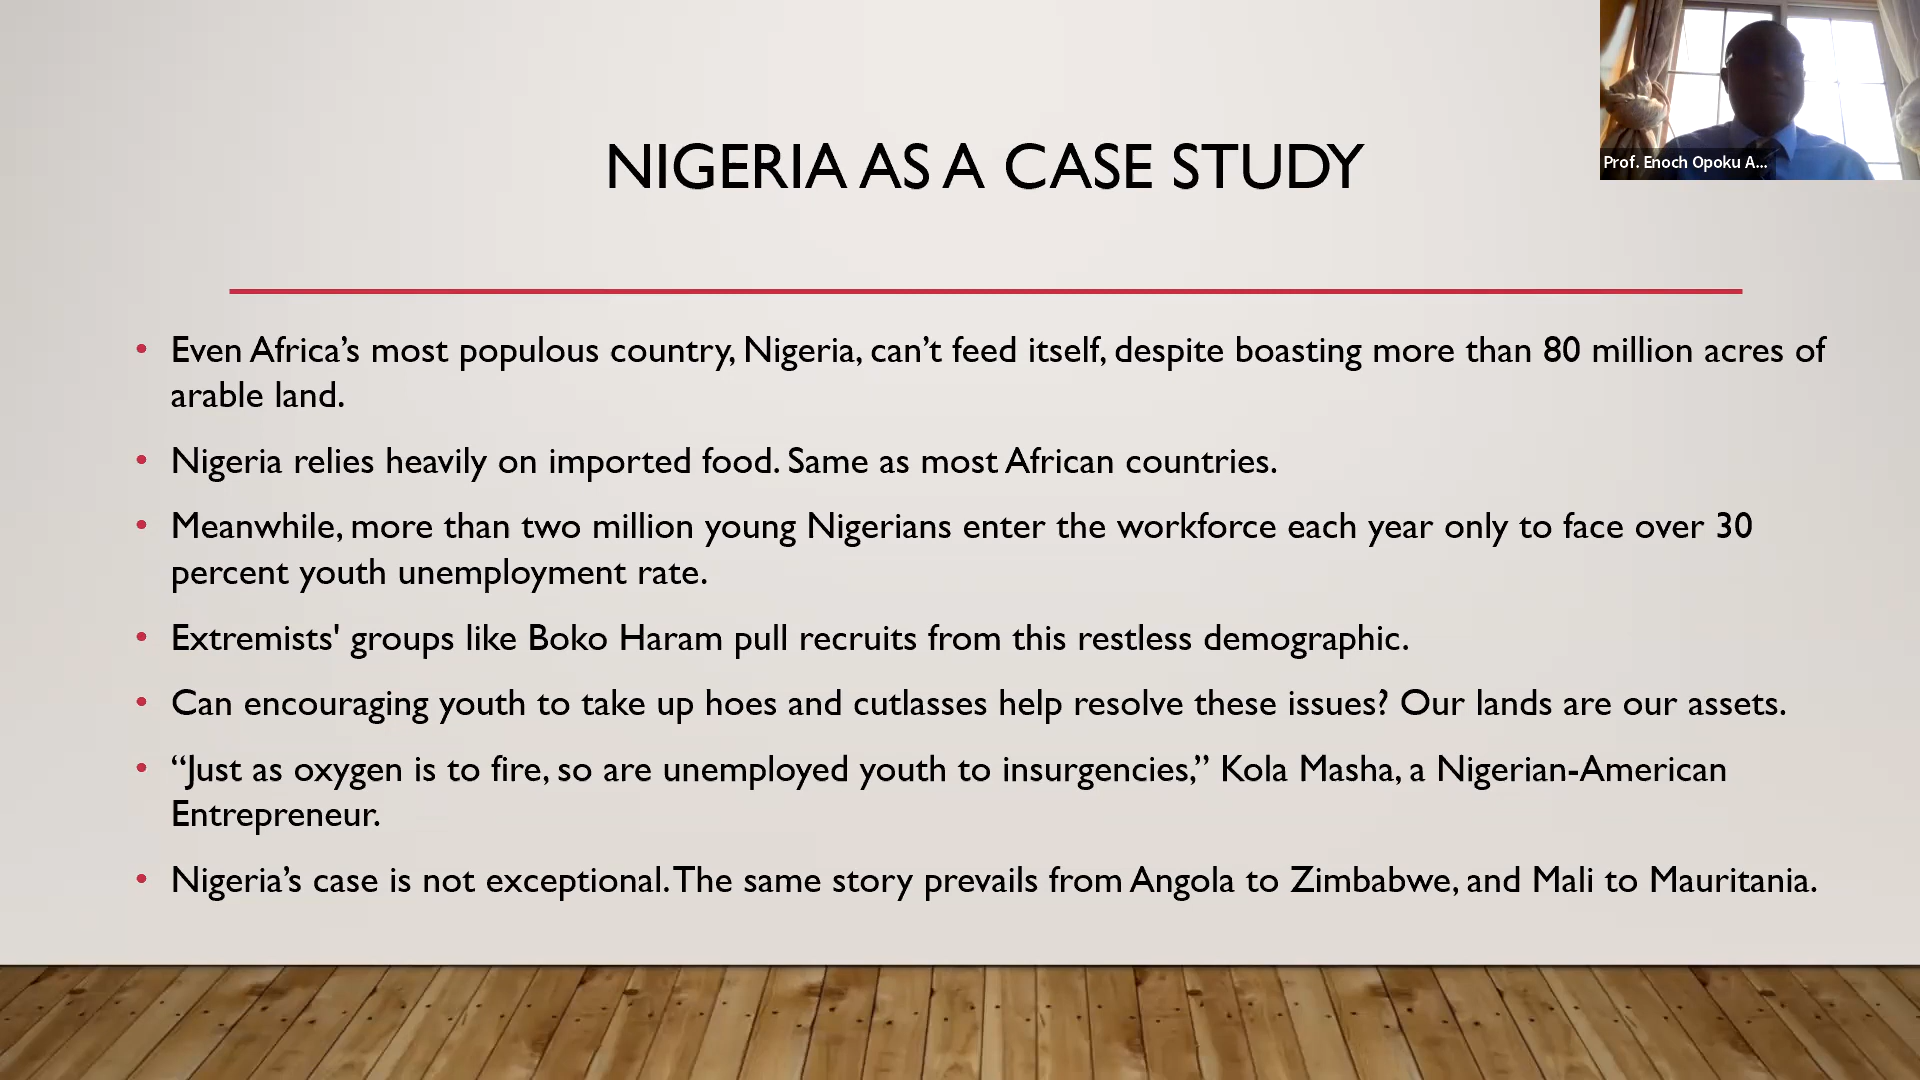 Prof. Enoch Opoku A...
NIGERIA AS A CASE STUDY
• Even Africa’s most populous country, Nigeria, can’t feed itself, despite boasting more than 80 million acres of
arable land.
• Nigeria relies heavily on imported food. Same as most African countries.
• Meanwhile, more than two million young Nigerians enter the workforce each year only to face over 30
percent youth unemployment rate.
• Extremists' groups like Boko Haram pull recruits from this restless demographic.
• Can encouraging youth to take up hoes and cutlasses help resolve these issues? Our lands are our assets.
• “Just as oxygen is to fire, so are unemployed youth to insurgencies,” Kola Masha, a Nigerian-American
Entrepreneur.
• Nigeria’s case is not exceptional. The same story prevails from Angola to Zimbabwe, and Mali to Mauritania.